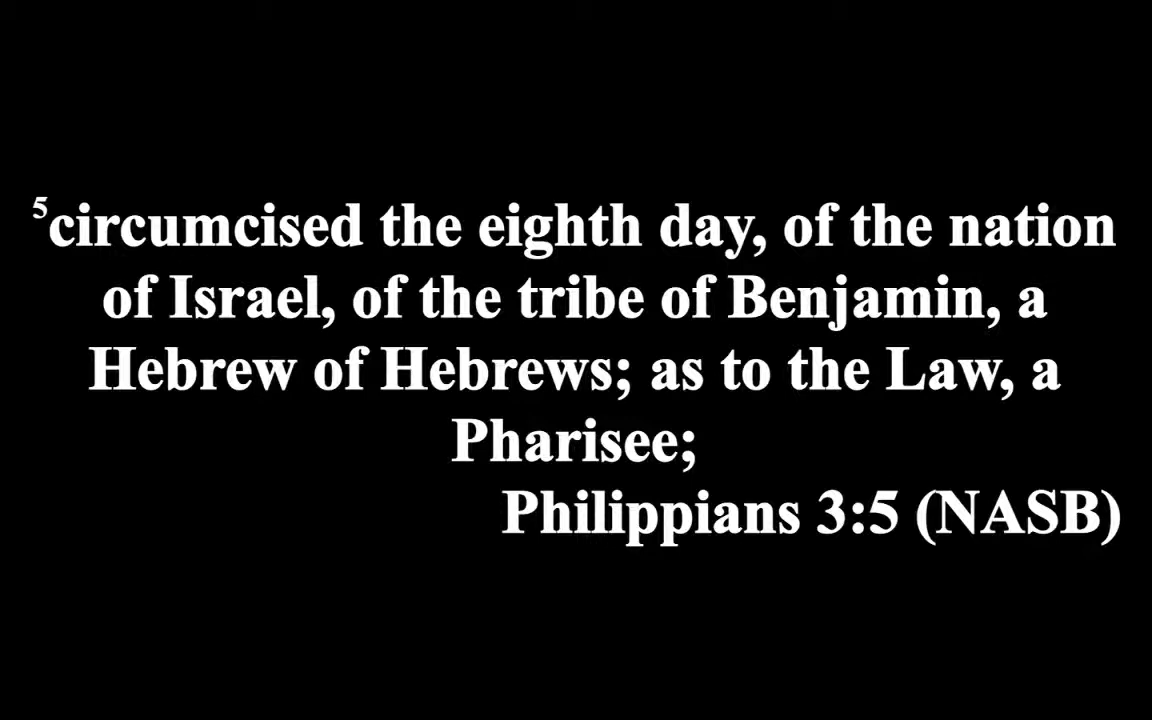 ⁵circumcised the eighth day, of the nation
of Israel, of the tribe of Benjamin, a
Hebrew of Hebrews; as to the Law, a
Pharisee;
Philippians 3:5 (NASB)